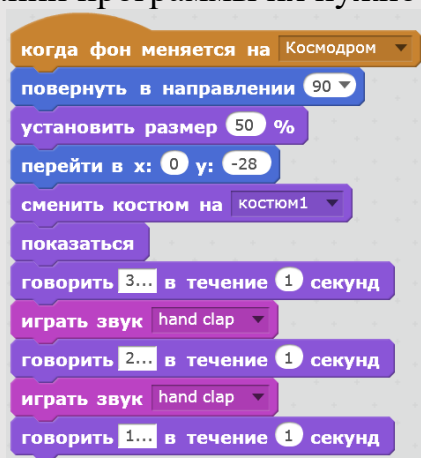 когда фон меняется на Космодром
повернуть в направлении 90
установить размер 50 %
перейти в x: 0 y: -28
сменить костюм на костюм1
показаться
говорить 3... в течение 1 секунд
играть звук hand clap
говорить 2... в течение 1 секунд
играть звук hand clap
говорить 1... в течение 1 секунд